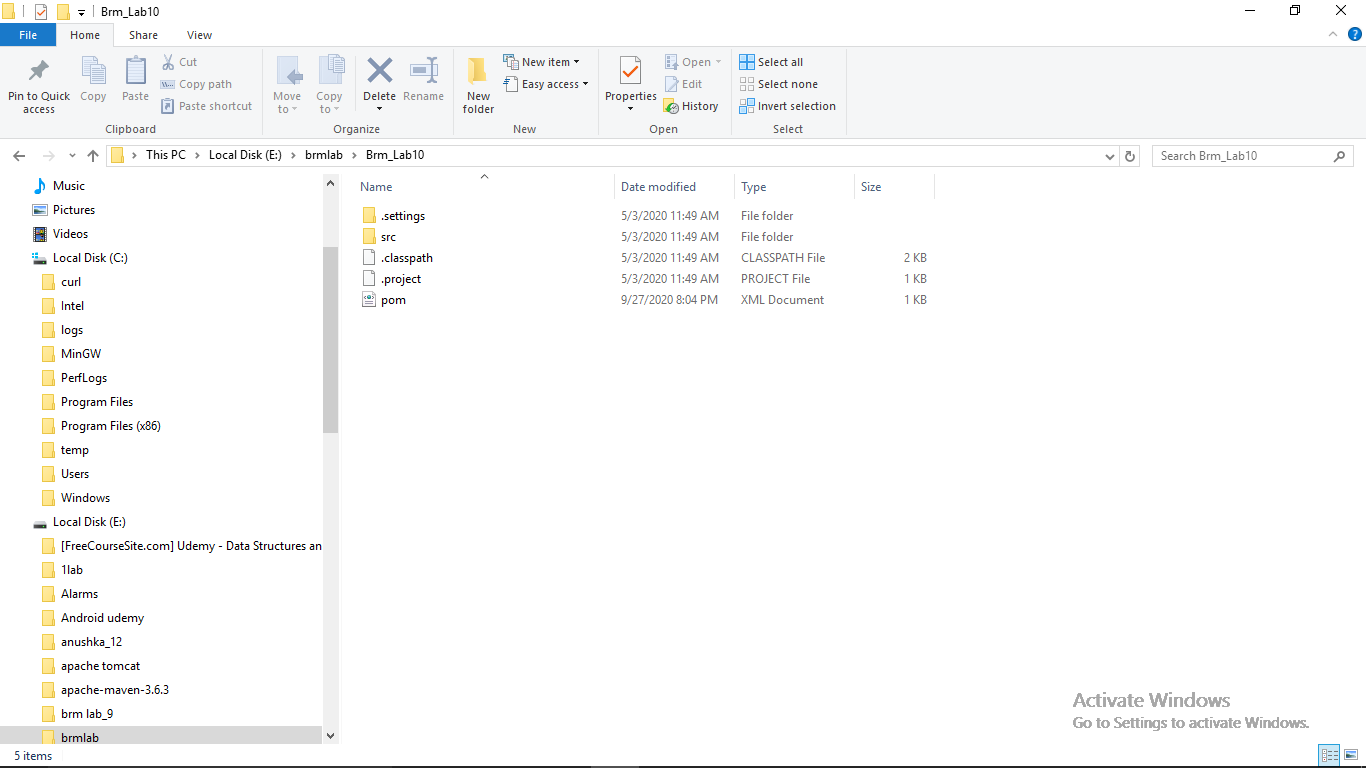 Brm_Lab10
File Home Share View
Pin to Quick access
Copy
Paste
Cut
Copy path
Paste shortcut
Clipboard
Move to
Copy to
Delete
Rename
Organize
New folder
New item
Easy access
New
Properties
Open
Edit
History
Open
Select all
Select none
Invert selection
Select
This PC Local Disk (E:) brmlab Brm_Lab10
Search Brm_Lab10
Music
Pictures
Videos
Local Disk (C:)
curl
Intel
logs
MinGW
PerfLogs
Program Files
Program Files (x86)
temp
Users
Windows
Local Disk (E:)
[FreeCourseSite.com] Udemy - Data Structures an
1lab
Alarms
Android udemy
anushka_12
apache tomcat
apache-maven-3.6.3
brm lab_9
brmlab
Name Date modified Type Size
.settings 5/3/2020 11:49 AM File folder
src 5/3/2020 11:49 AM File folder
.classpath 5/3/2020 11:49 AM CLASSPATH File 2 KB
.project 5/3/2020 11:49 AM PROJECT File 1 KB
pom 9/27/2020 8:04 PM XML Document 1 KB
Activate Windows
Go to Settings to activate Windows.
5 items